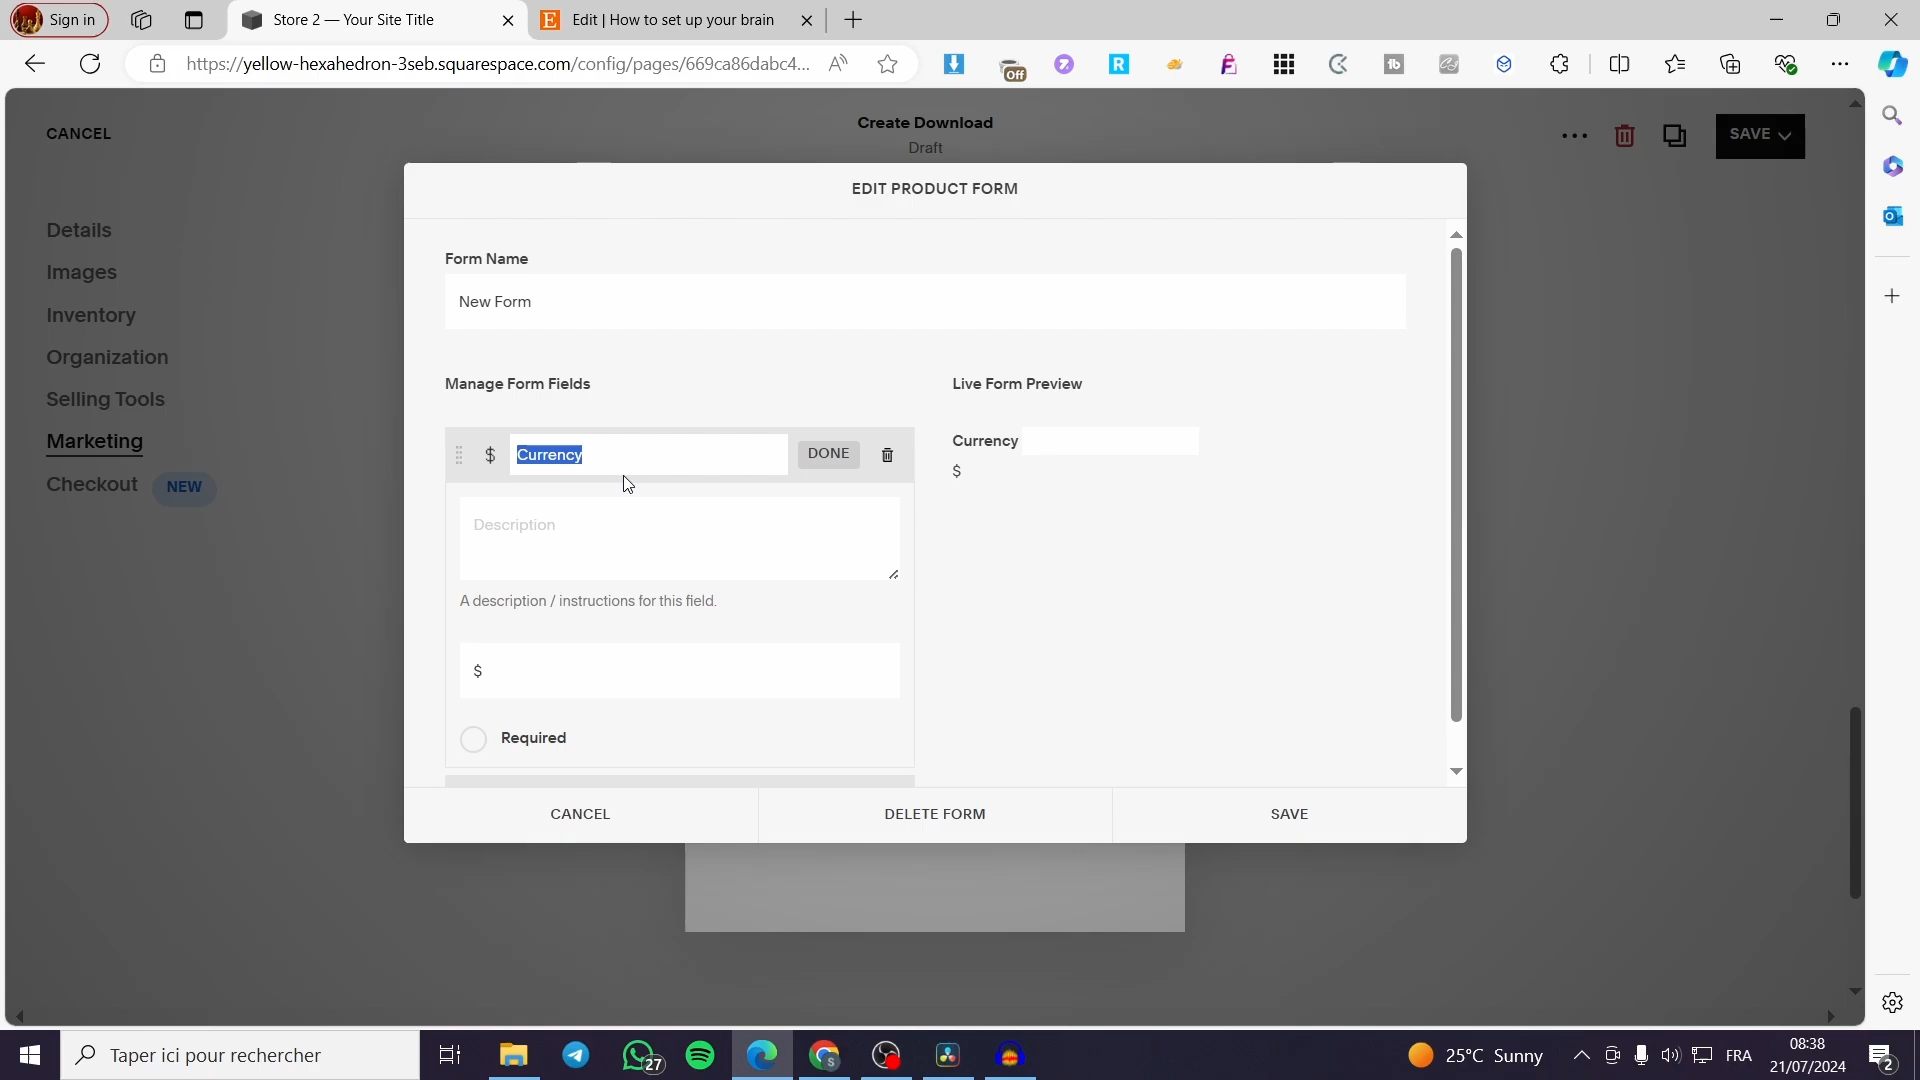 Sign in
Store 2 — Your Site Title
Edit | How to set up your brain
https://yellow-hexahedron-3seb.squarespace.com/config/pages/669ca86dabc4...
Off
CANCEL
Create Download
Draft
SAVE
Details
Images
Inventory
Organization
Selling Tools
Marketing
Checkout NEW
EDIT PRODUCT FORM
Form Name
New Form
Manage Form Fields
Live Form Preview
$ Currency DONE
Currency
$
Description
A description / instructions for this field.
$
Required
CANCEL
DELETE FORM
SAVE
Taper ici pour rechercher
27
25°C Sunny
FRA
08:38
21/07/2024
2